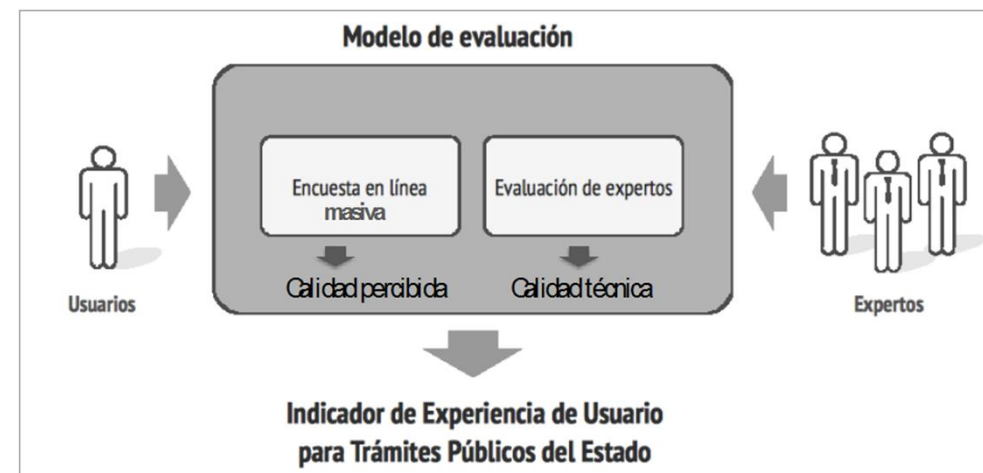 Modelo de evaluación
Encuesta en línea
masiva
Evaluación de expertos
Calidad percibida
Calidad técnica
Usuarios
Expertos
Indicador de Experiencia de Usuario
para Trámites Públicos del Estado